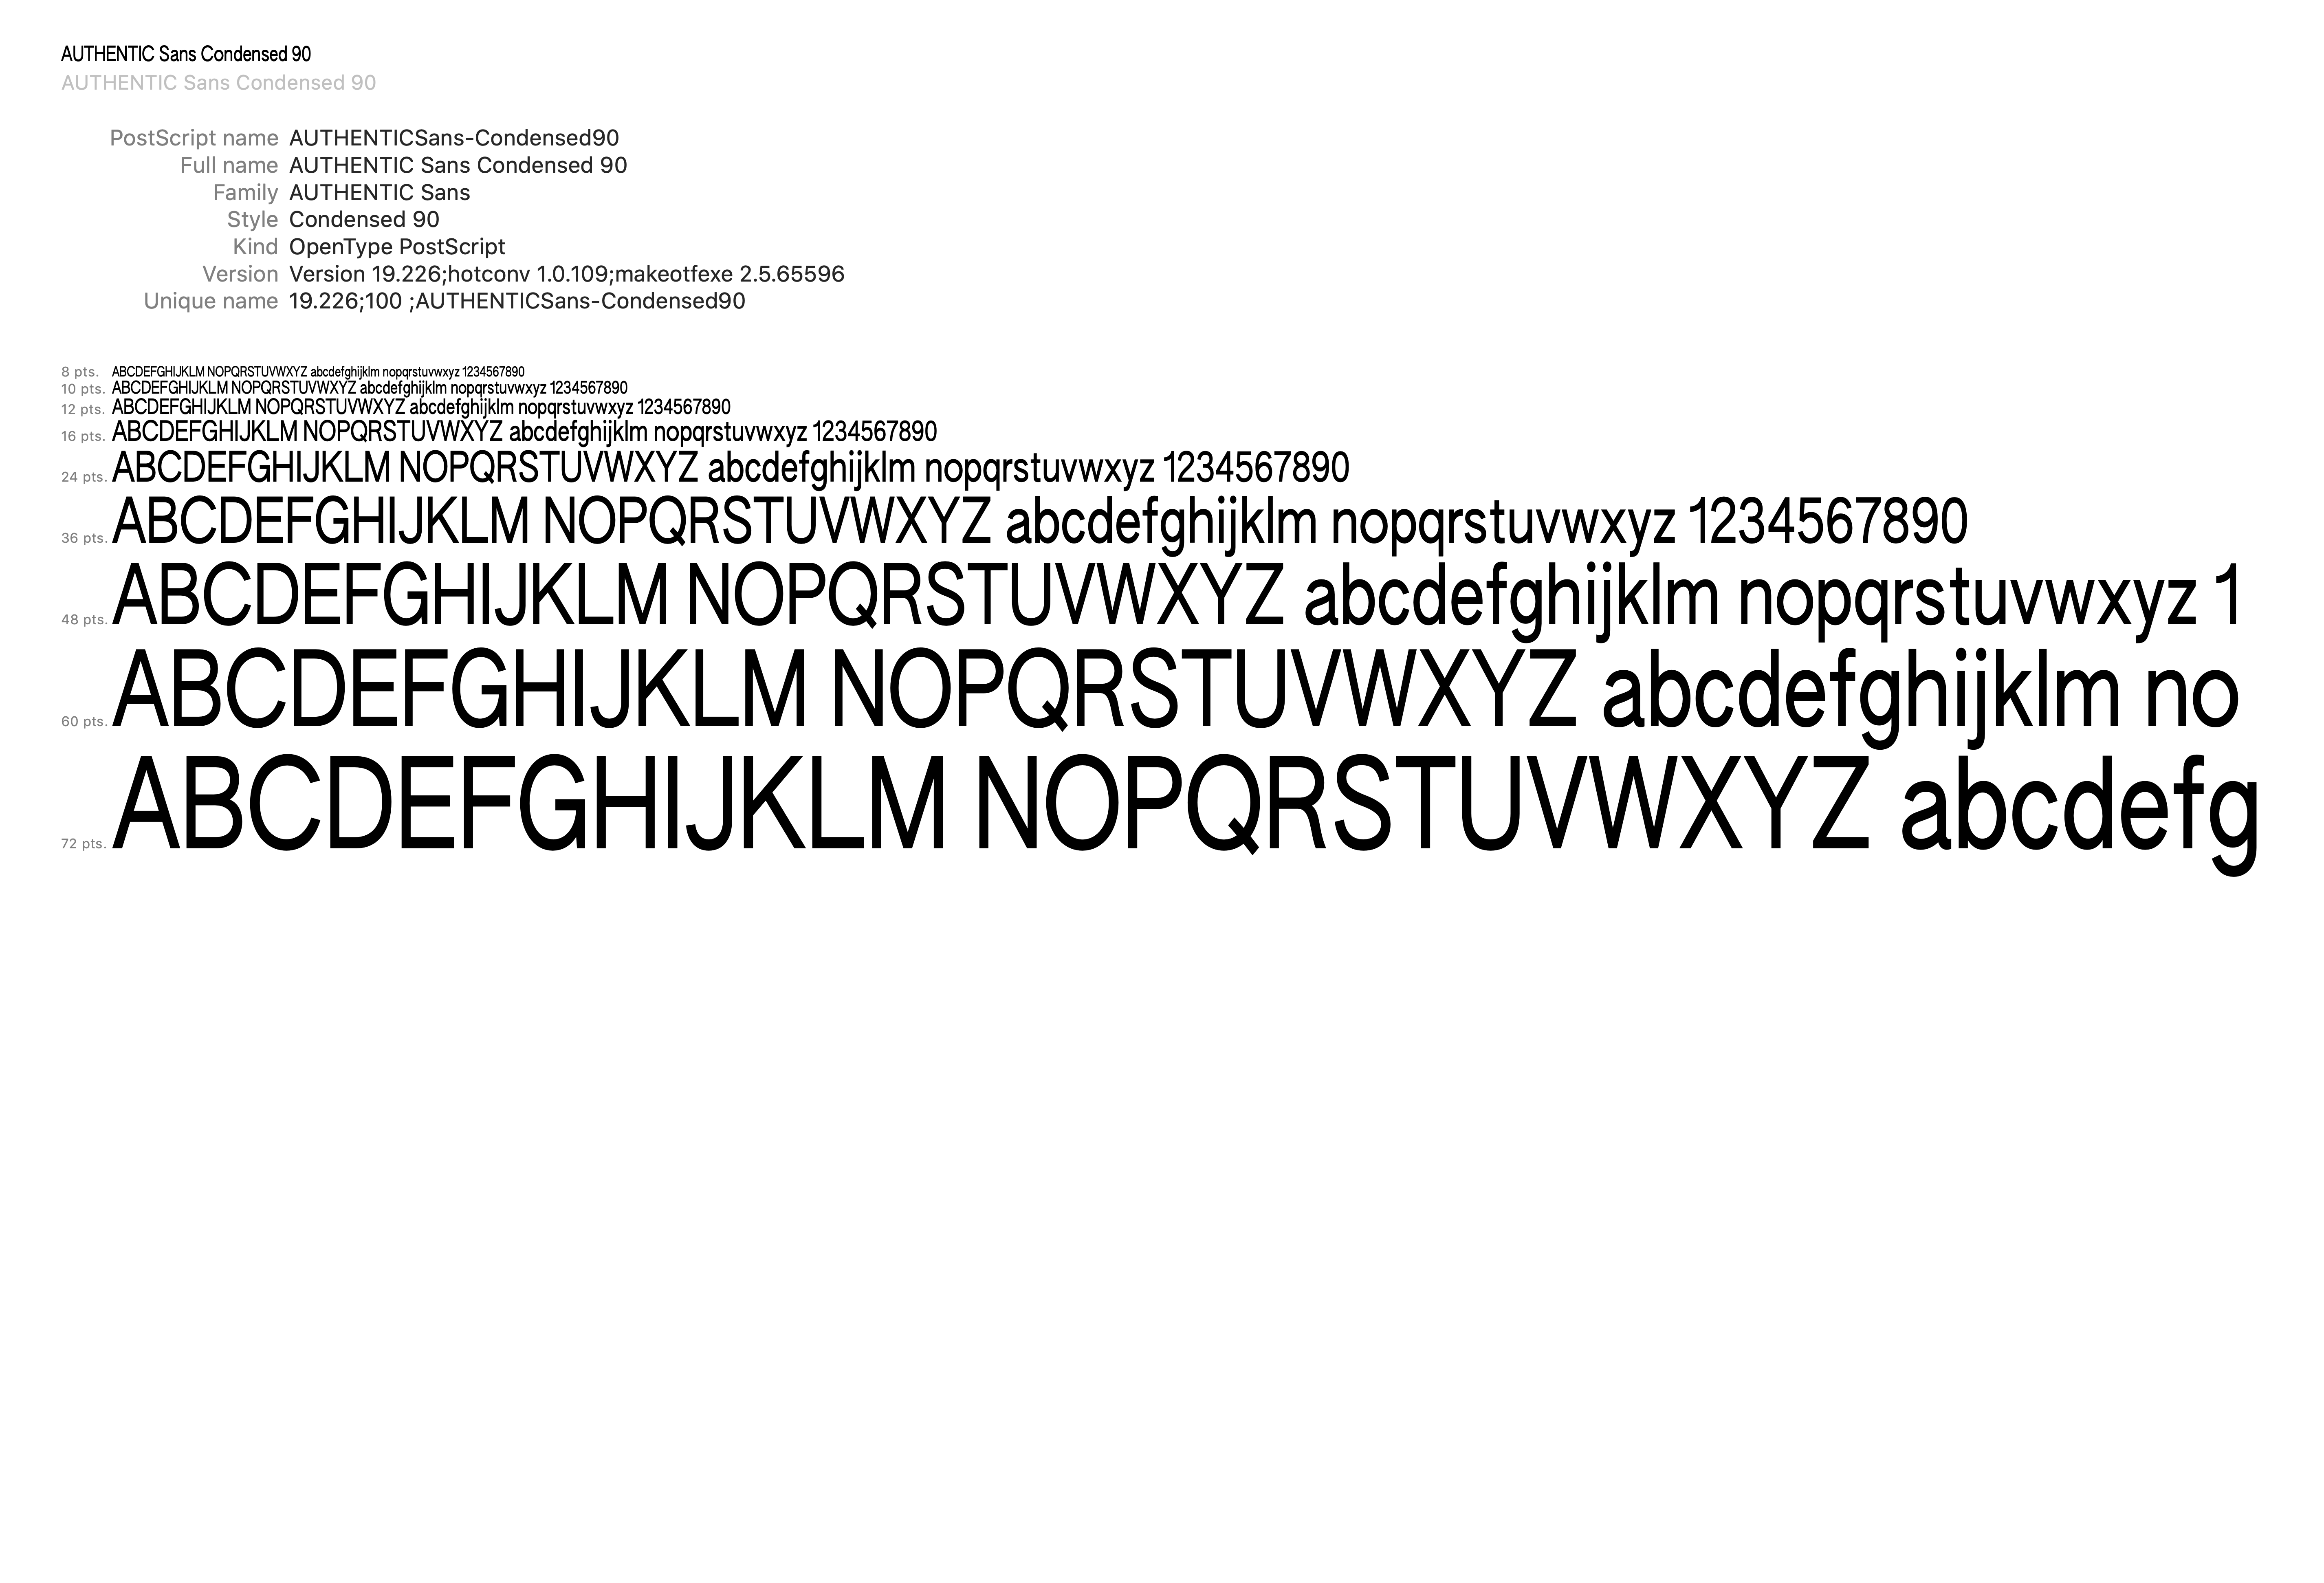 AUTHENTIC Sans Condensed 90
AUTHENTIC Sans Condensed 90
PostScript name AUTHENTICSans-Condensed90
Full name AUTHENTIC Sans Condensed 90
Family AUTHENTIC Sans
Style Condensed 90
Kind OpenType PostScript
Version Version 19.226;hotconv 1.0.109;makeotfexe 2.5.65596
Unique name 19.226;100 ;AUTHENTICSans-Condensed90
8 pts. ABCDEFGHIJKLM NOPQRSTUVWXYZ abcdefghijklm nopqrstuvwxyz 1234567890
10 pts. ABCDEFGHIJKLM NOPQRSTUVWXYZ abcdefghijklm nopqrstuvwxyz 1234567890
12 pts. ABCDEFGHIJKLM NOPQRSTUVWXYZ abcdefghijklm nopqrstuvwxyz 1234567890
16 pts. ABCDEFGHIJKLM NOPQRSTUVWXYZ abcdefghijklm nopqrstuvwxyz 1234567890
24 pts. ABCDEFGHIJKLM NOPQRSTUVWXYZ abcdefghijklm nopqrstuvwxyz 1234567890
36 pts. ABCDEFGHIJKLM NOPQRSTUVWXYZ abcdefghijklm nopqrstuvwxyz 1234567890
48 pts. ABCDEFGHIJKLM NOPQRSTUVWXYZ abcdefghijklm nopqrstuvwxyz 1
60 pts. ABCDEFGHIJKLM NOPQRSTUVWXYZ abcdefghijklm no
72 pts. ABCDEFGHIJKLM NOPQRSTUVWXYZ abcdefg